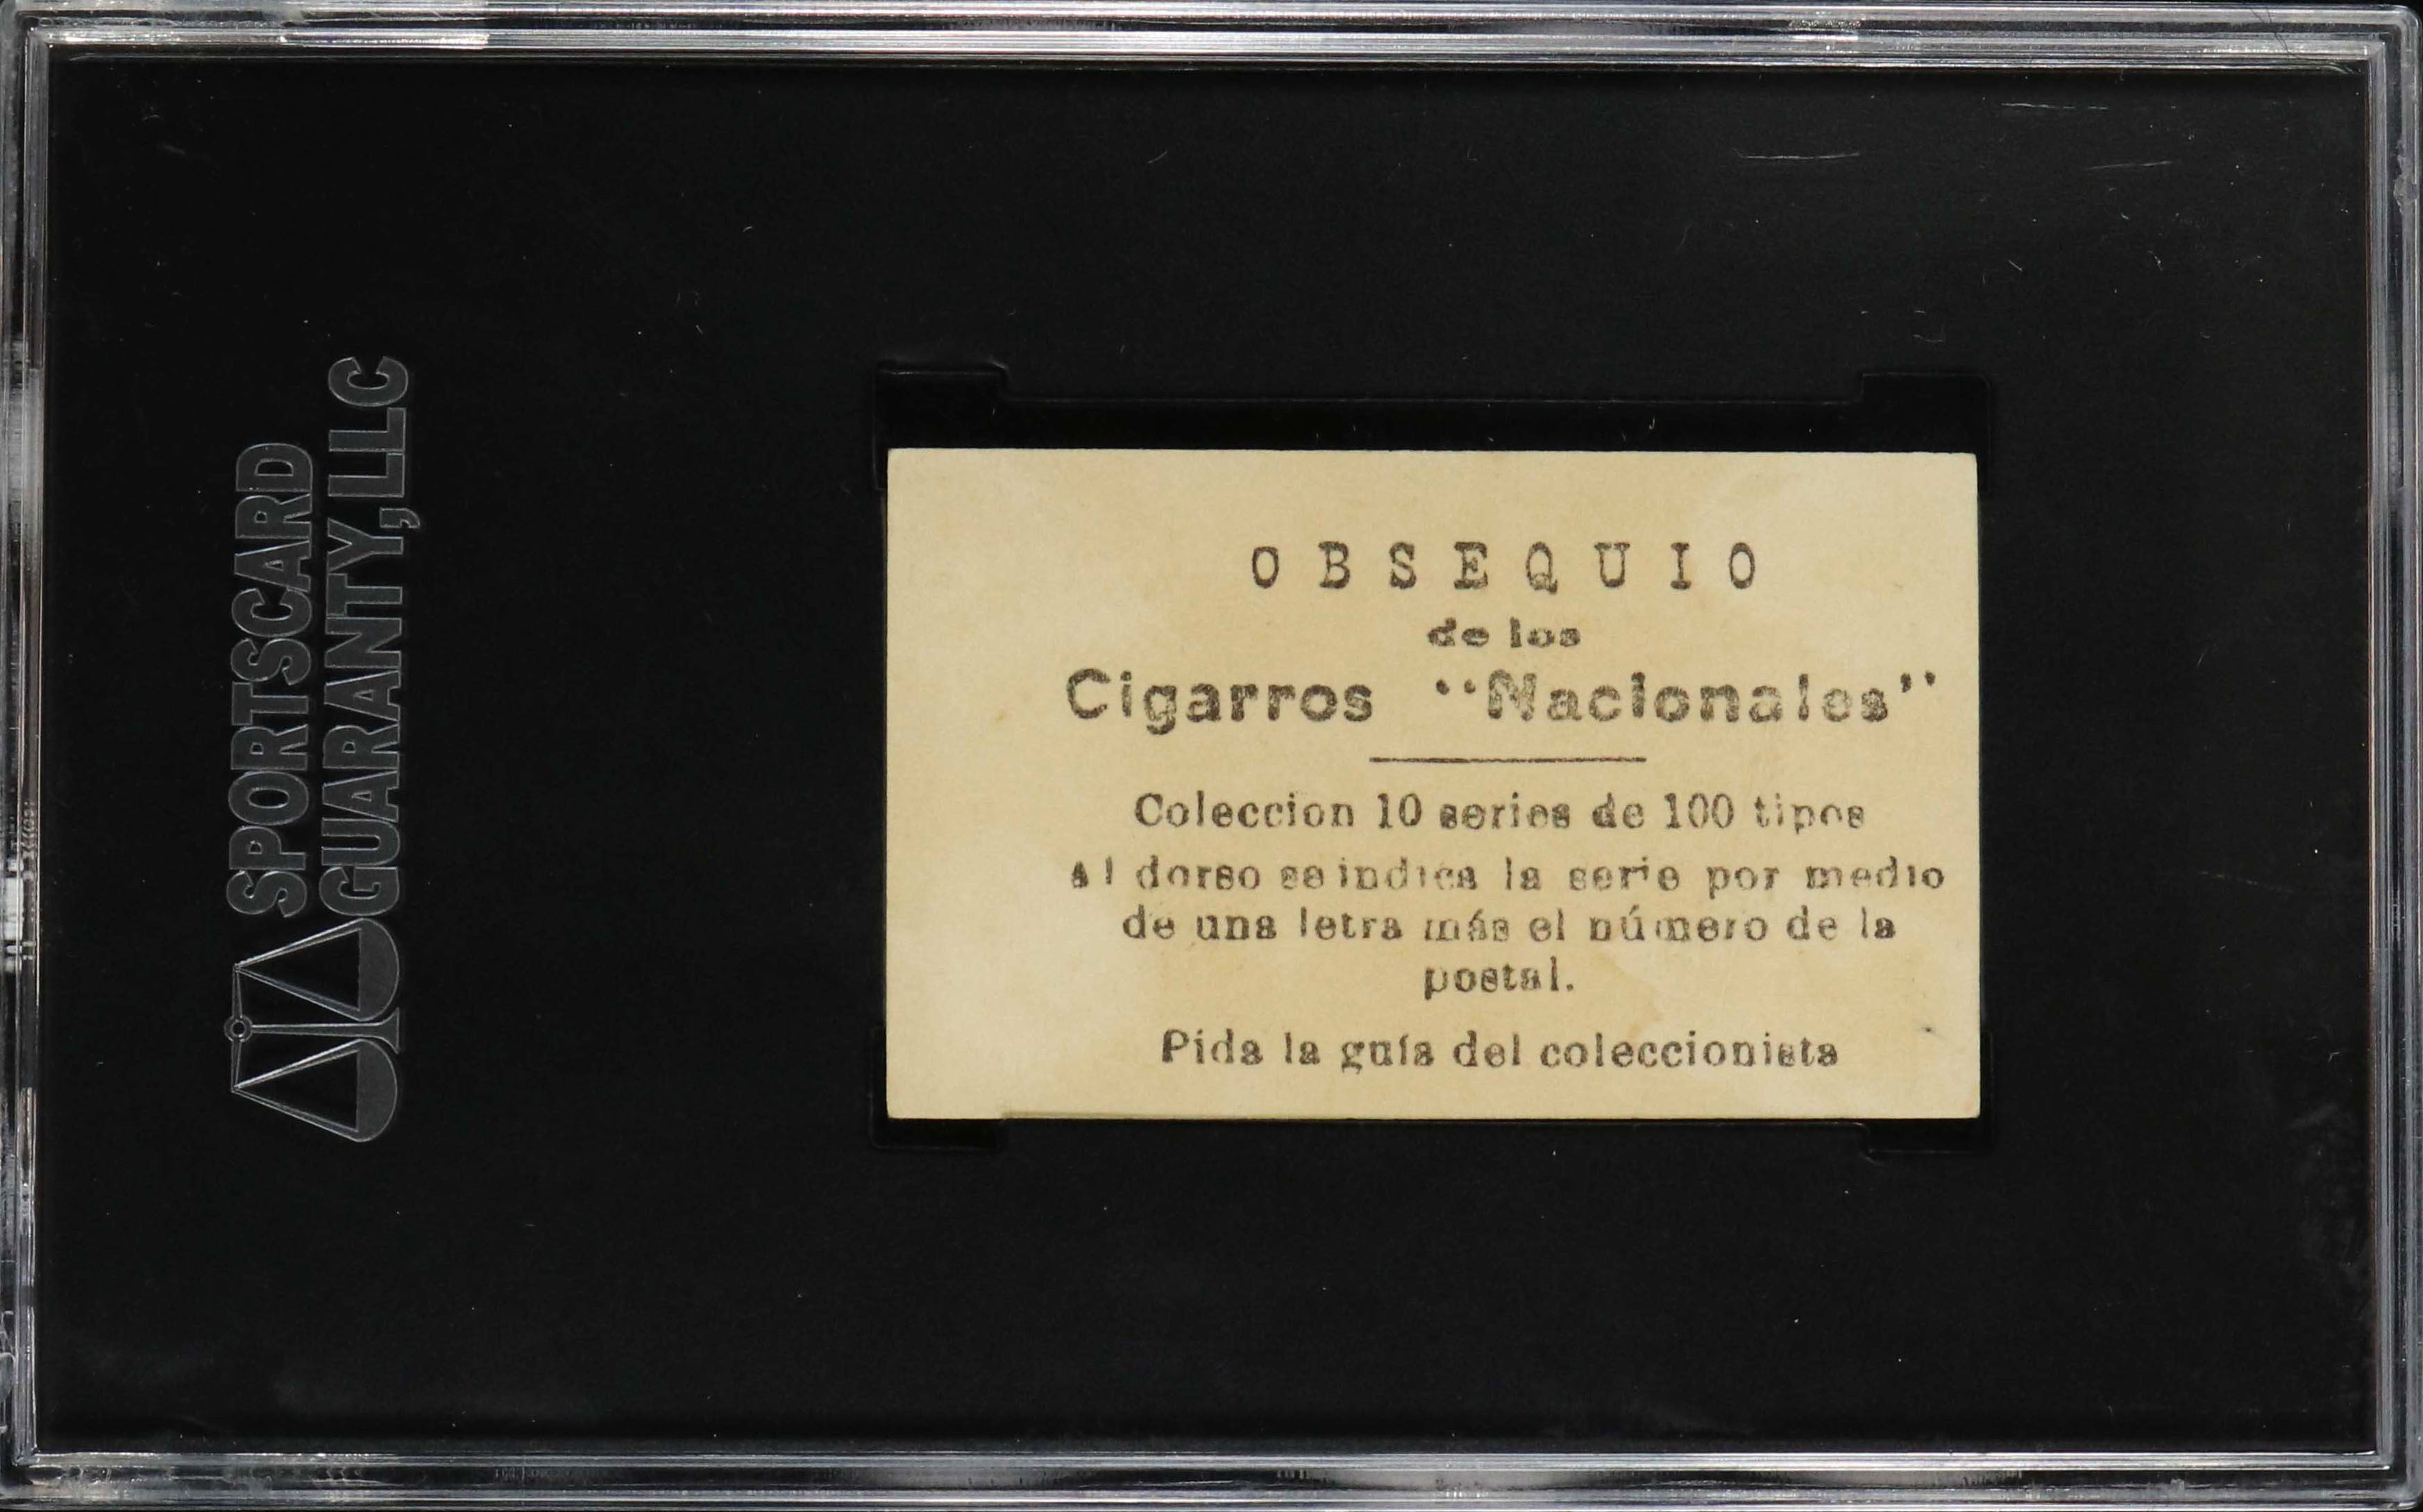 SPORTSCARD
GUARANTY, LLC
OBSEQUIO
de los
Cigarros "Nacionales"
Coleccion 10 series de 100 tipos
Al dorso se indica la serie por medio
de una letra más el número de la
postal.
Pida la guía del coleccionista